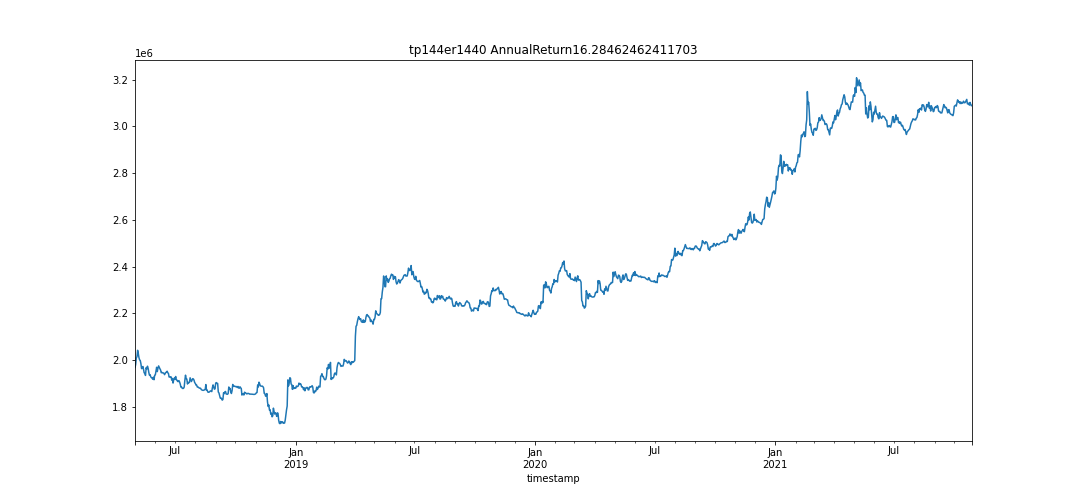 tp144er1440 AnnualReturn16.28462462411703
1e6
3.2
3.0
2.8
2.6
2.4
2.2
2.0
1.8
Jul Jan Jul Jan Jul Jan Jul
2019 2020 2021
timestamp